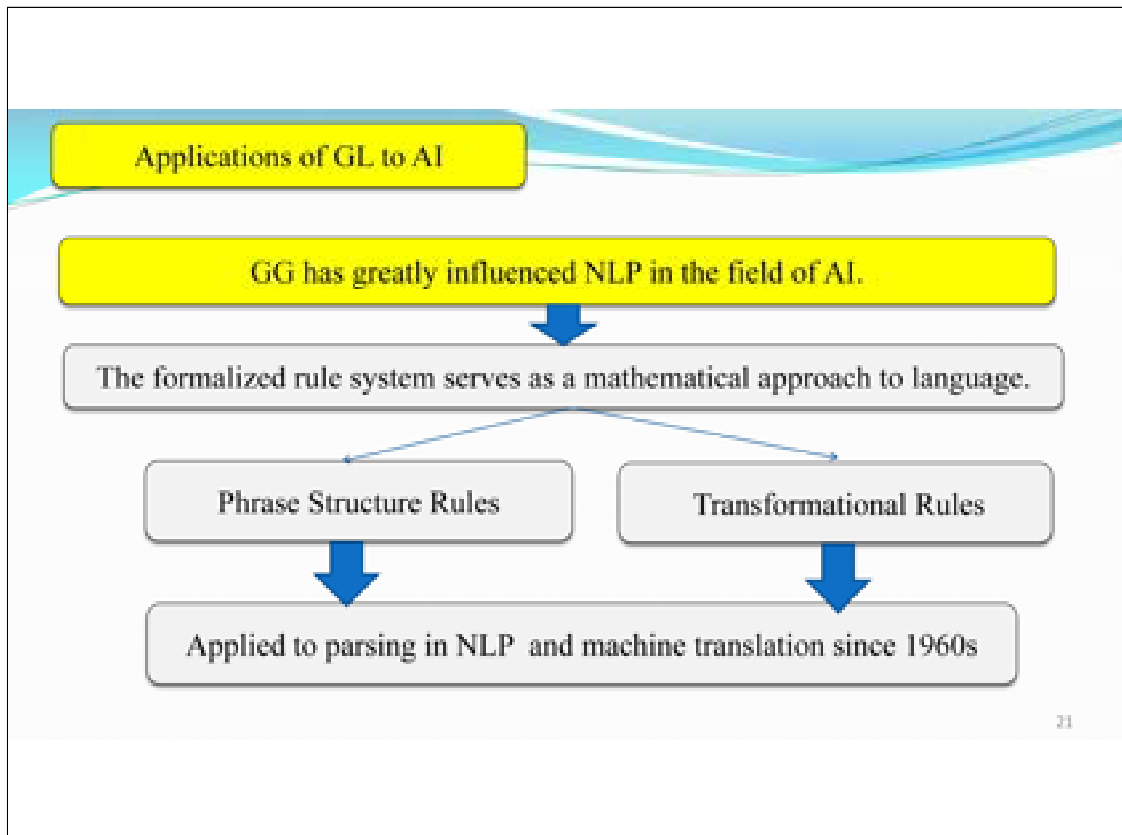 Applications of GL to AI
GG has greatly influenced NLP in the field of AI.
The formalized rule system serves as a mathematical approach to language.
Phrase Structure Rules
Transformational Rules
Applied to parsing in NLP and machine translation since 1960s
21